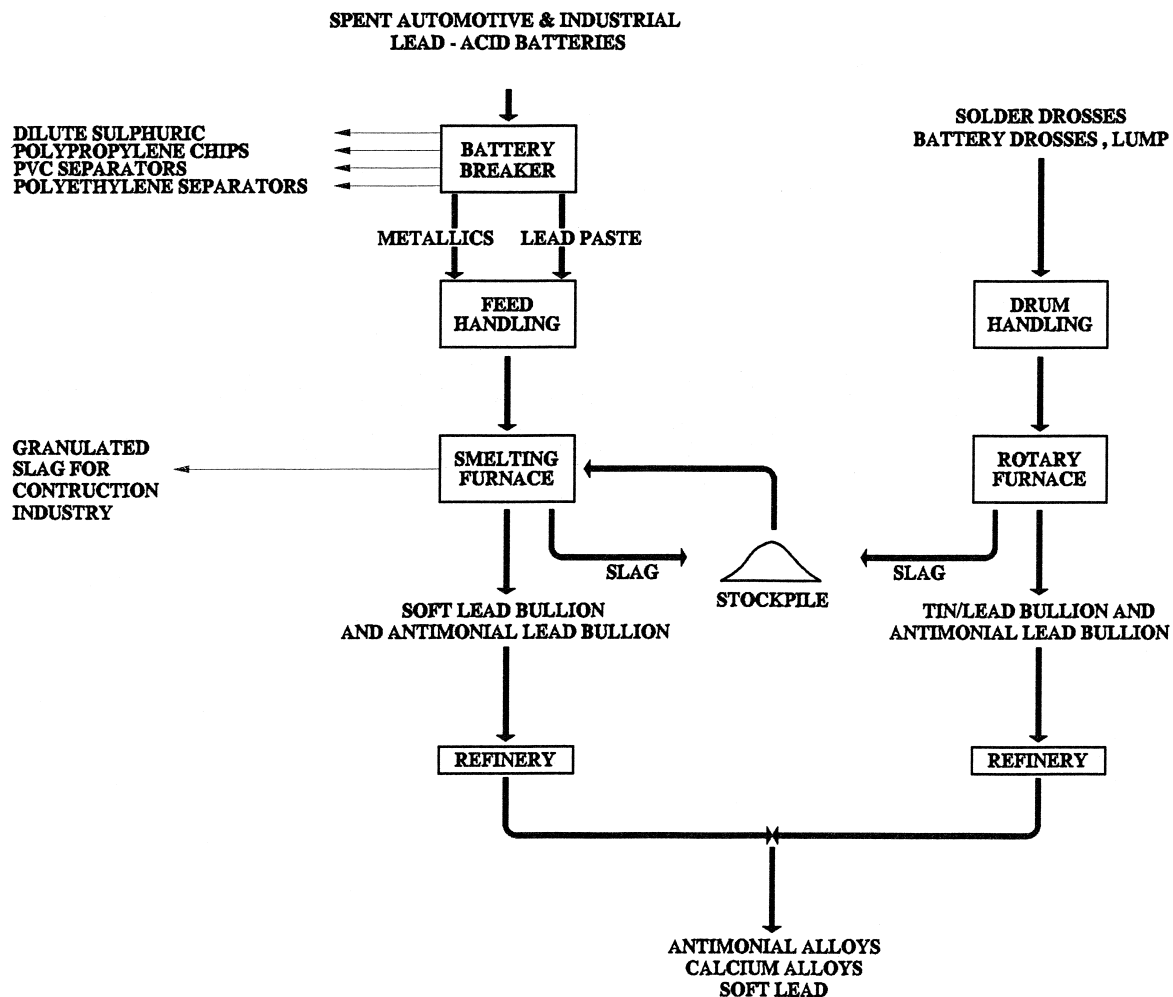 SPENT AUTOMOTIVE & INDUSTRIAL
LEAD - ACID BATTERIES
SOLDER DROSSES
BATTERY DROSSES , LUMP
DILUTE SULPHURIC
POLYPROPYLENE CHIPS
PVC SEPARATORS
POLYETHYLENE SEPARATORS
BATTERY
BREAKER
METALLICS
LEAD PASTE
FEED
HANDLING
DRUM
HANDLING
GRANULATED
SLAG FOR
CONTRUCTION
INDUSTRY
SMELTING
FURNACE
ROTARY
FURNACE
SLAG
SLAG
STOCKPILE
SOFT LEAD BULLION
AND ANTIMONIAL LEAD BULLION
TIN/LEAD BULLION AND
ANTIMONIAL LEAD BULLION
REFINERY
REFINERY
ANTIMONIAL ALLOYS
CALCIUM ALLOYS
SOFT LEAD